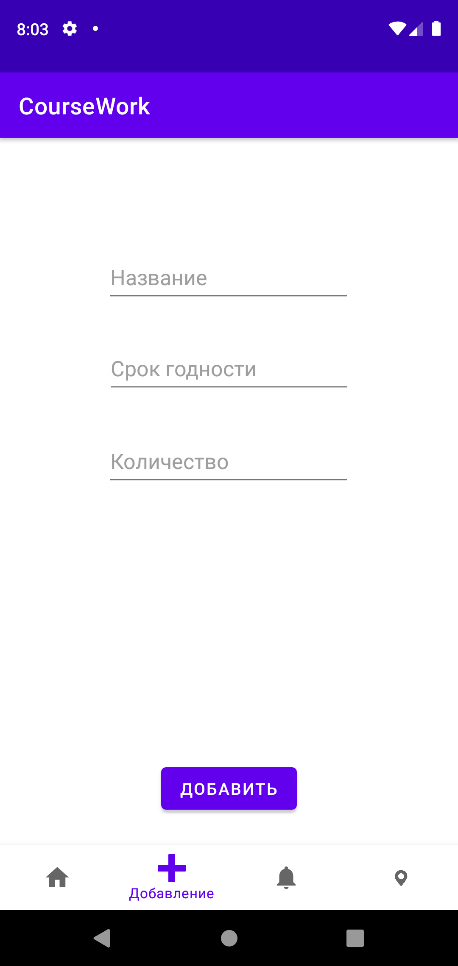 8:03
CourseWork
Название
Срок годности
Количество
ДОБАВИТЬ
Добавление